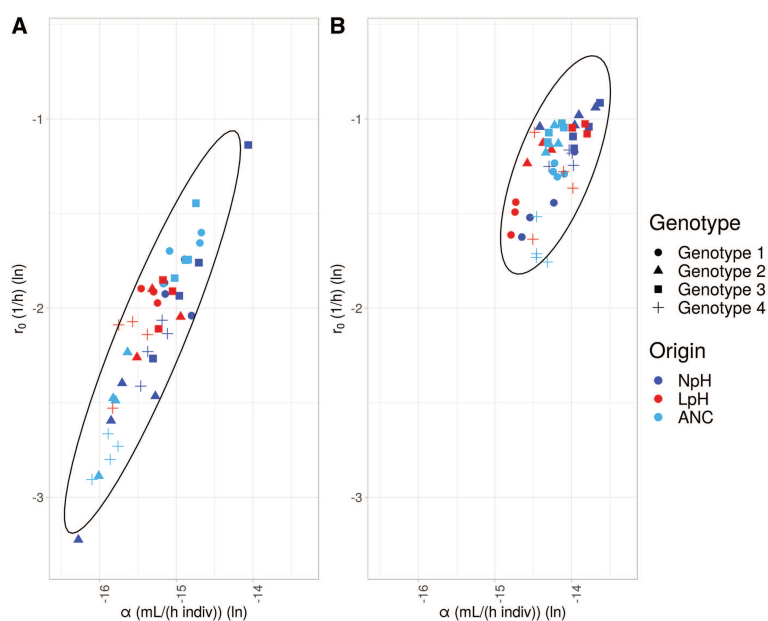 A
B
-1
-2
-3
r₀ (1/h) (ln)
-16
-15
-14
α (mL/(h indiv)) (ln)
-1
-2
-3
r₀ (1/h) (ln)
-16
-15
-14
α (mL/(h indiv)) (ln)
Genotype
Genotype 1
Genotype 2
Genotype 3
Genotype 4
Origin
NpH
LpH
ANC